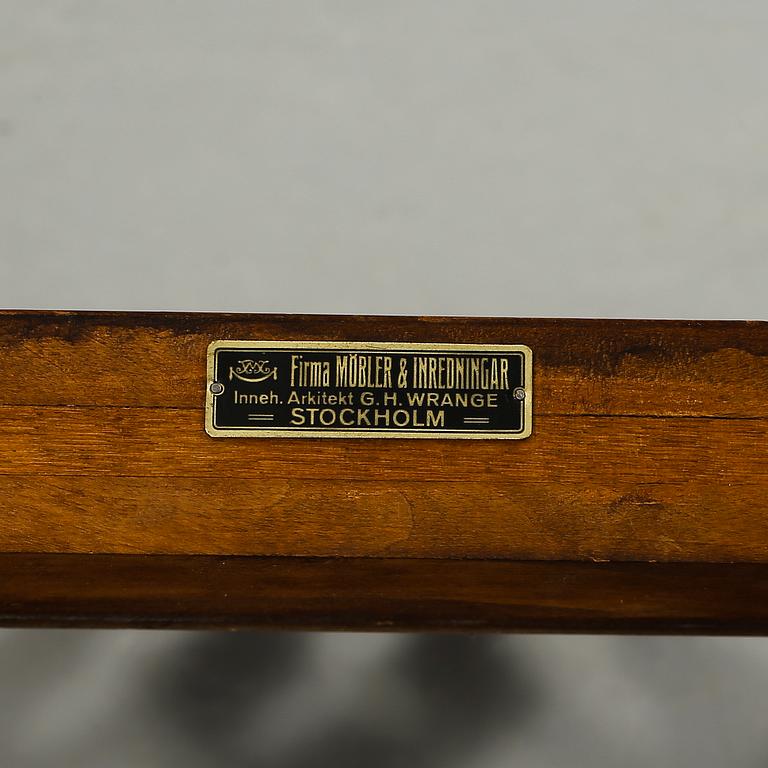 Firma MÖBLER & INREDNINGAR
Inneh. Arkitekt G. H. WRANGE
STOCKHOLM